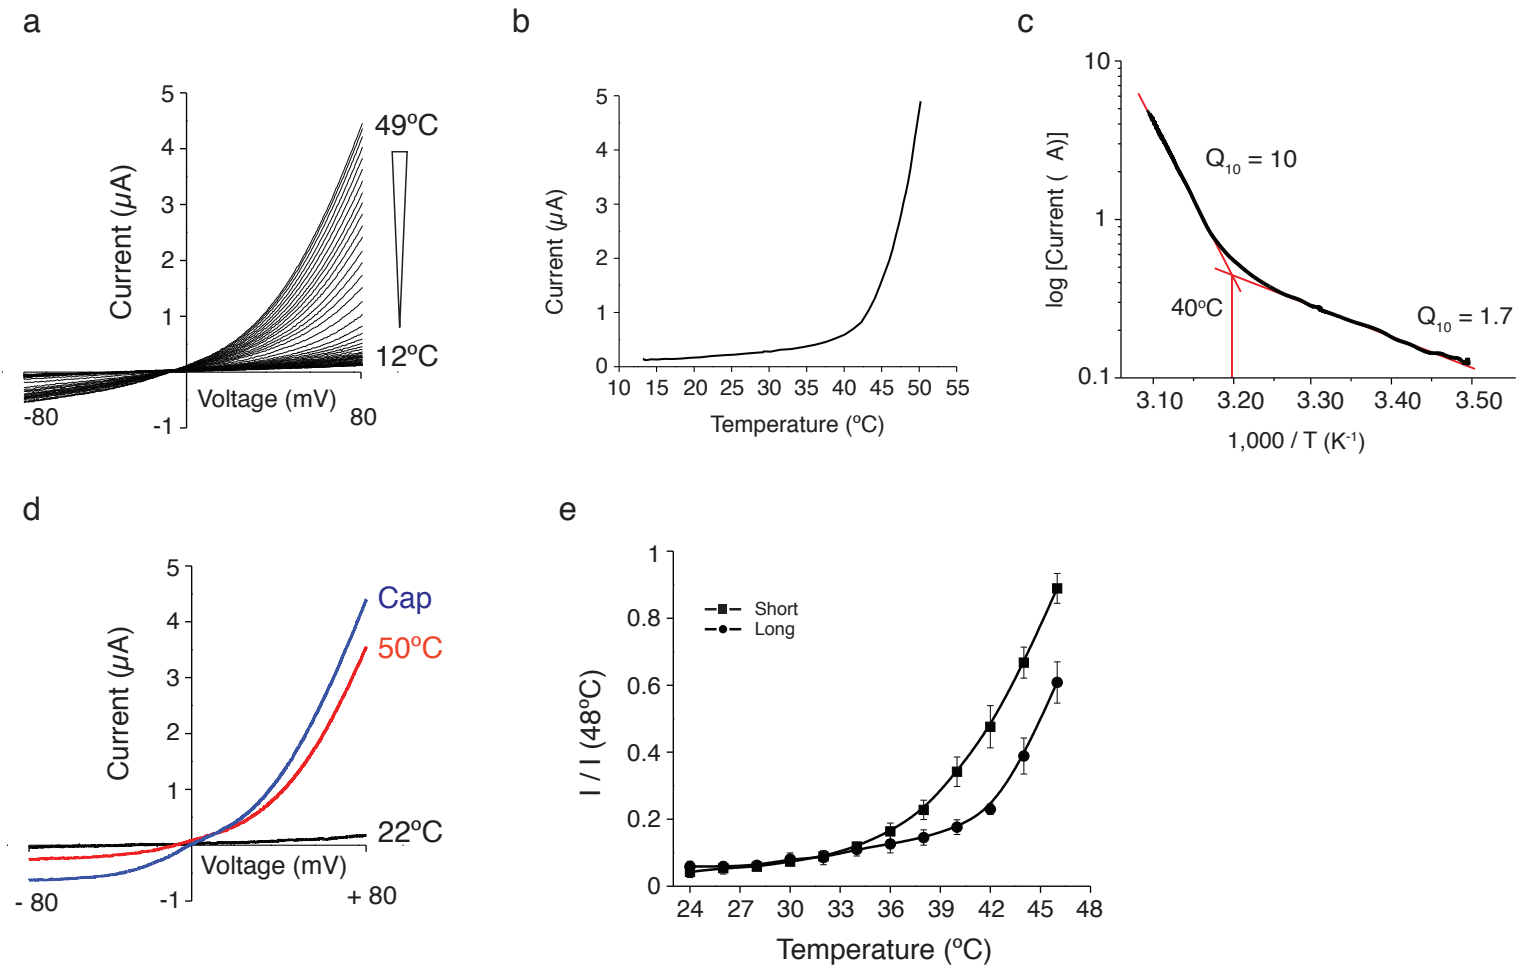 a
5
4
3
2
1
-1
Current (µA)
49ºC
12ºC
Voltage (mV)
-80
80
b
5
4
3
2
1
0
Current (µA)
10 15 20 25 30 35 40 45 50 55
Temperature (ºC)
c
10
1
0.1
log [Current ( A)]
Q10 = 10
40ºC
Q10 = 1.7
3.10 3.20 3.30 3.40 3.50
1,000 / T (K-1)
d
5
4
3
2
1
-1
Current (µA)
Cap
50ºC
22ºC
Voltage (mV)
- 80
+ 80
e
1
0.8
0.6
0.4
0.2
0
I / I (48ºC)
Short
Long
24 27 30 33 36 39 42 45 48
Temperature (ºC)